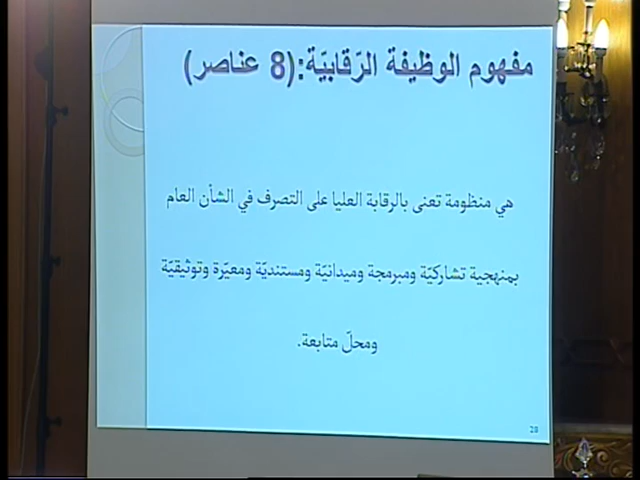 مفهوم الوظيفة الرّقابيّة:(8 عناصر)
هي منظومة تعنى بالرقابة العليا على التصرف في الشأن العام
بمنهجية تشاركيّة ومبرمجة وميدانيّة ومستنديّة ومعيّرة وتوثيقيّة
ومحلّ متابعة.
28